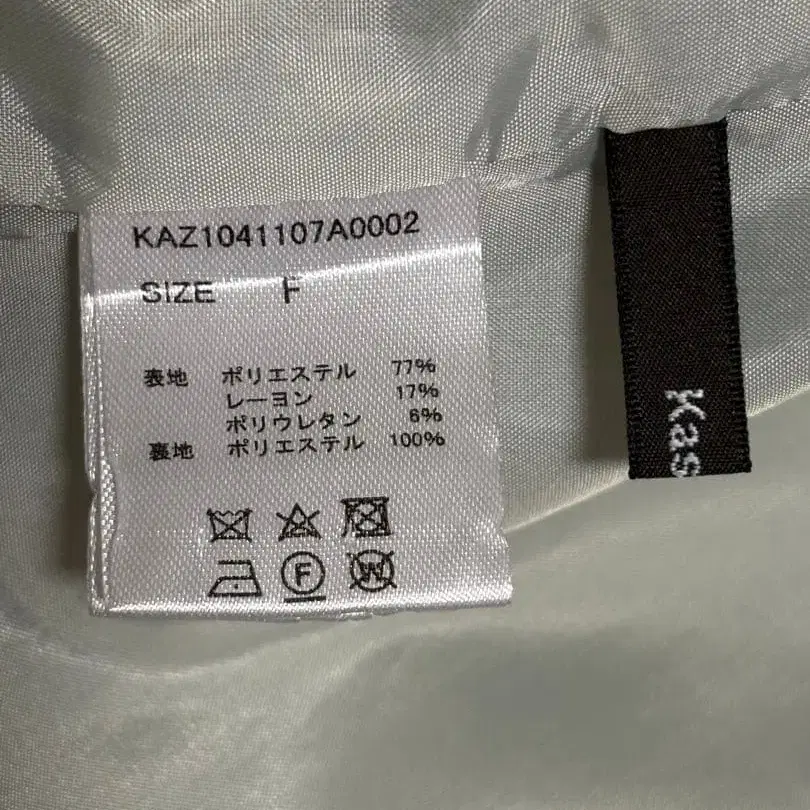 KAZ1041107A0002
SIZE F
表地 ポリエステル 77%
レーヨン 17%
ポリウレタン 6%
裏地 ポリエステル 100%
F W
Kas